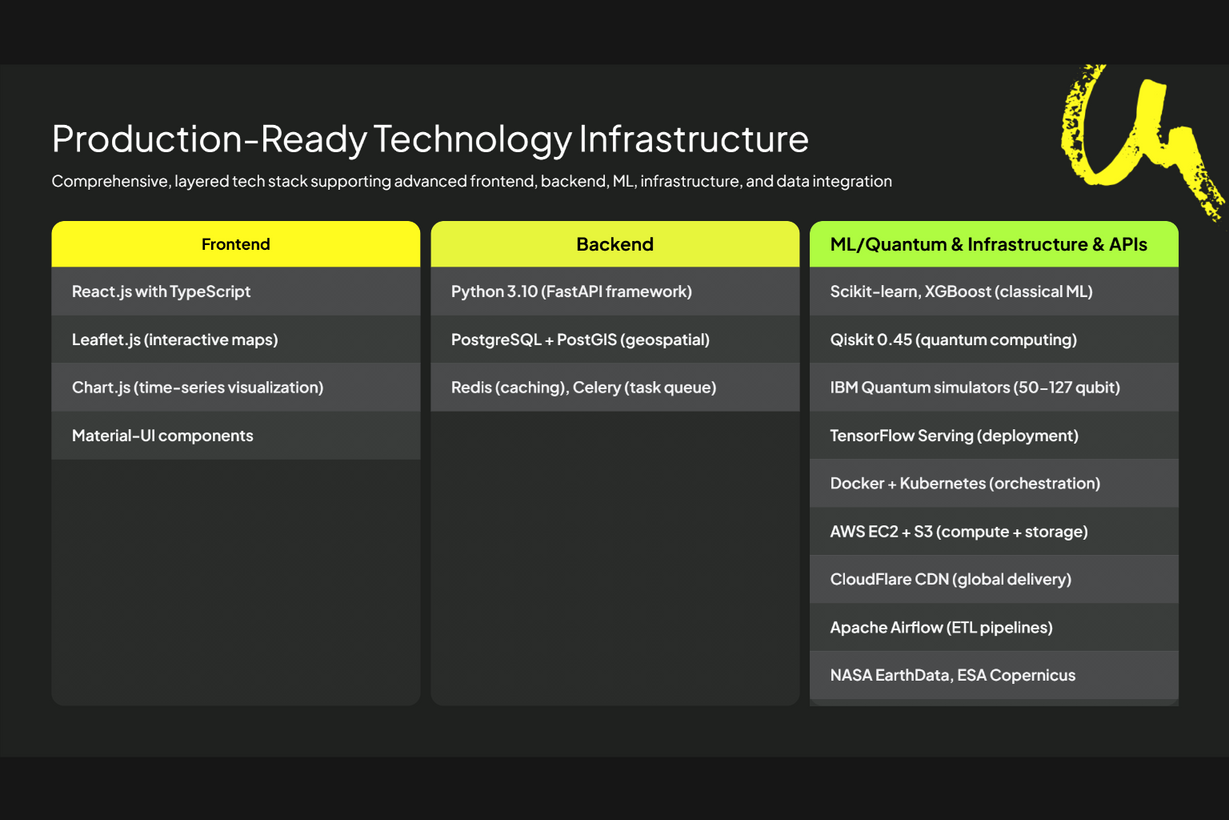 Production-Ready Technology Infrastructure
Comprehensive, layered tech stack supporting advanced frontend, backend, ML, infrastructure, and data integration
Frontend
React.js with TypeScript
Leaflet.js (interactive maps)
Chart.js (time-series visualization)
Material-UI components
Backend
Python 3.10 (FastAPI framework)
PostgreSQL + PostGIS (geospatial)
Redis (caching), Celery (task queue)
ML/Quantum & Infrastructure & APIs
Scikit-learn, XGBoost (classical ML)
Qiskit 0.45 (quantum computing)
IBM Quantum simulators (50–127 qubit)
TensorFlow Serving (deployment)
Docker + Kubernetes (orchestration)
AWS EC2 + S3 (compute + storage)
CloudFlare CDN (global delivery)
Apache Airflow (ETL pipelines)
NASA EarthData, ESA Copernicus